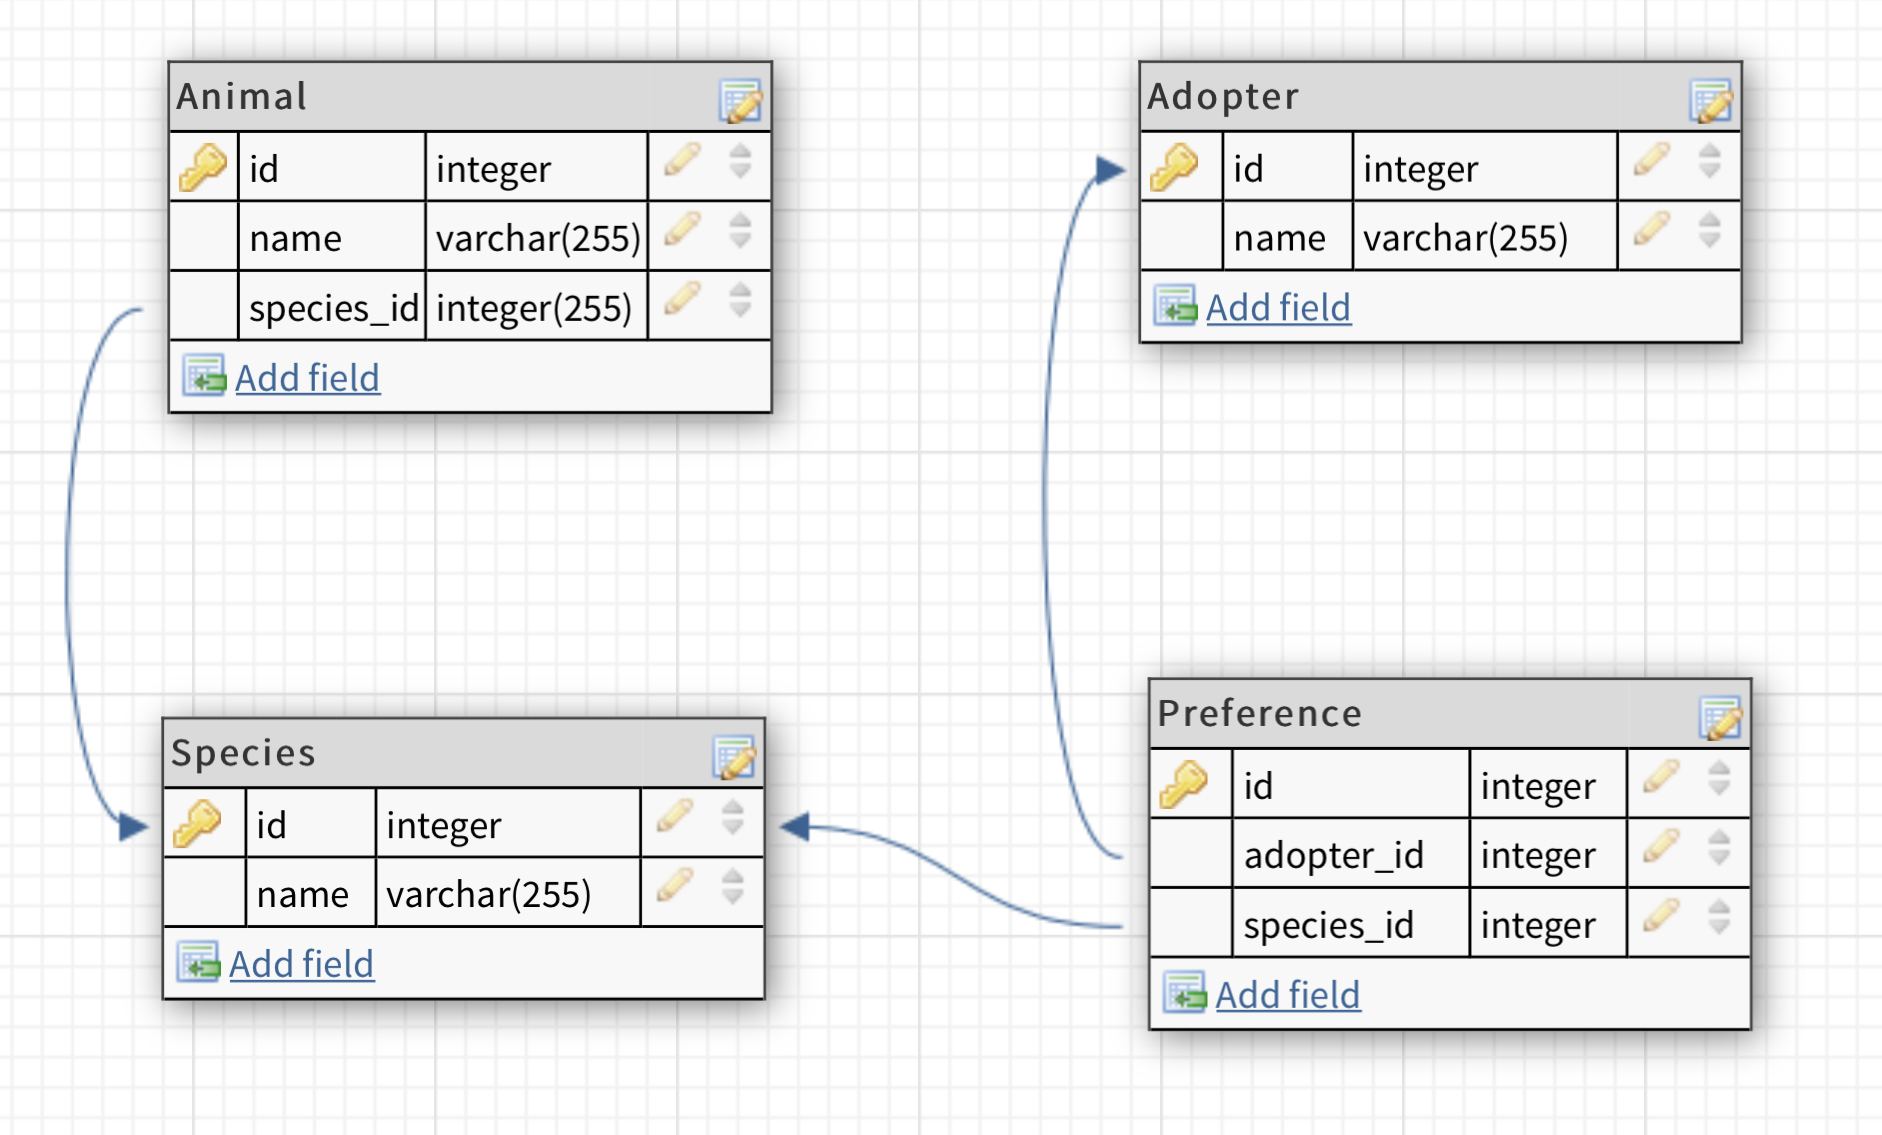 Animal
id integer
name varchar(255)
species_id integer(255)
Add field
Adopter
id integer
name varchar(255)
Add field
Species
id integer
name varchar(255)
Add field
Preference
id integer
adopter_id integer
species_id integer
Add field